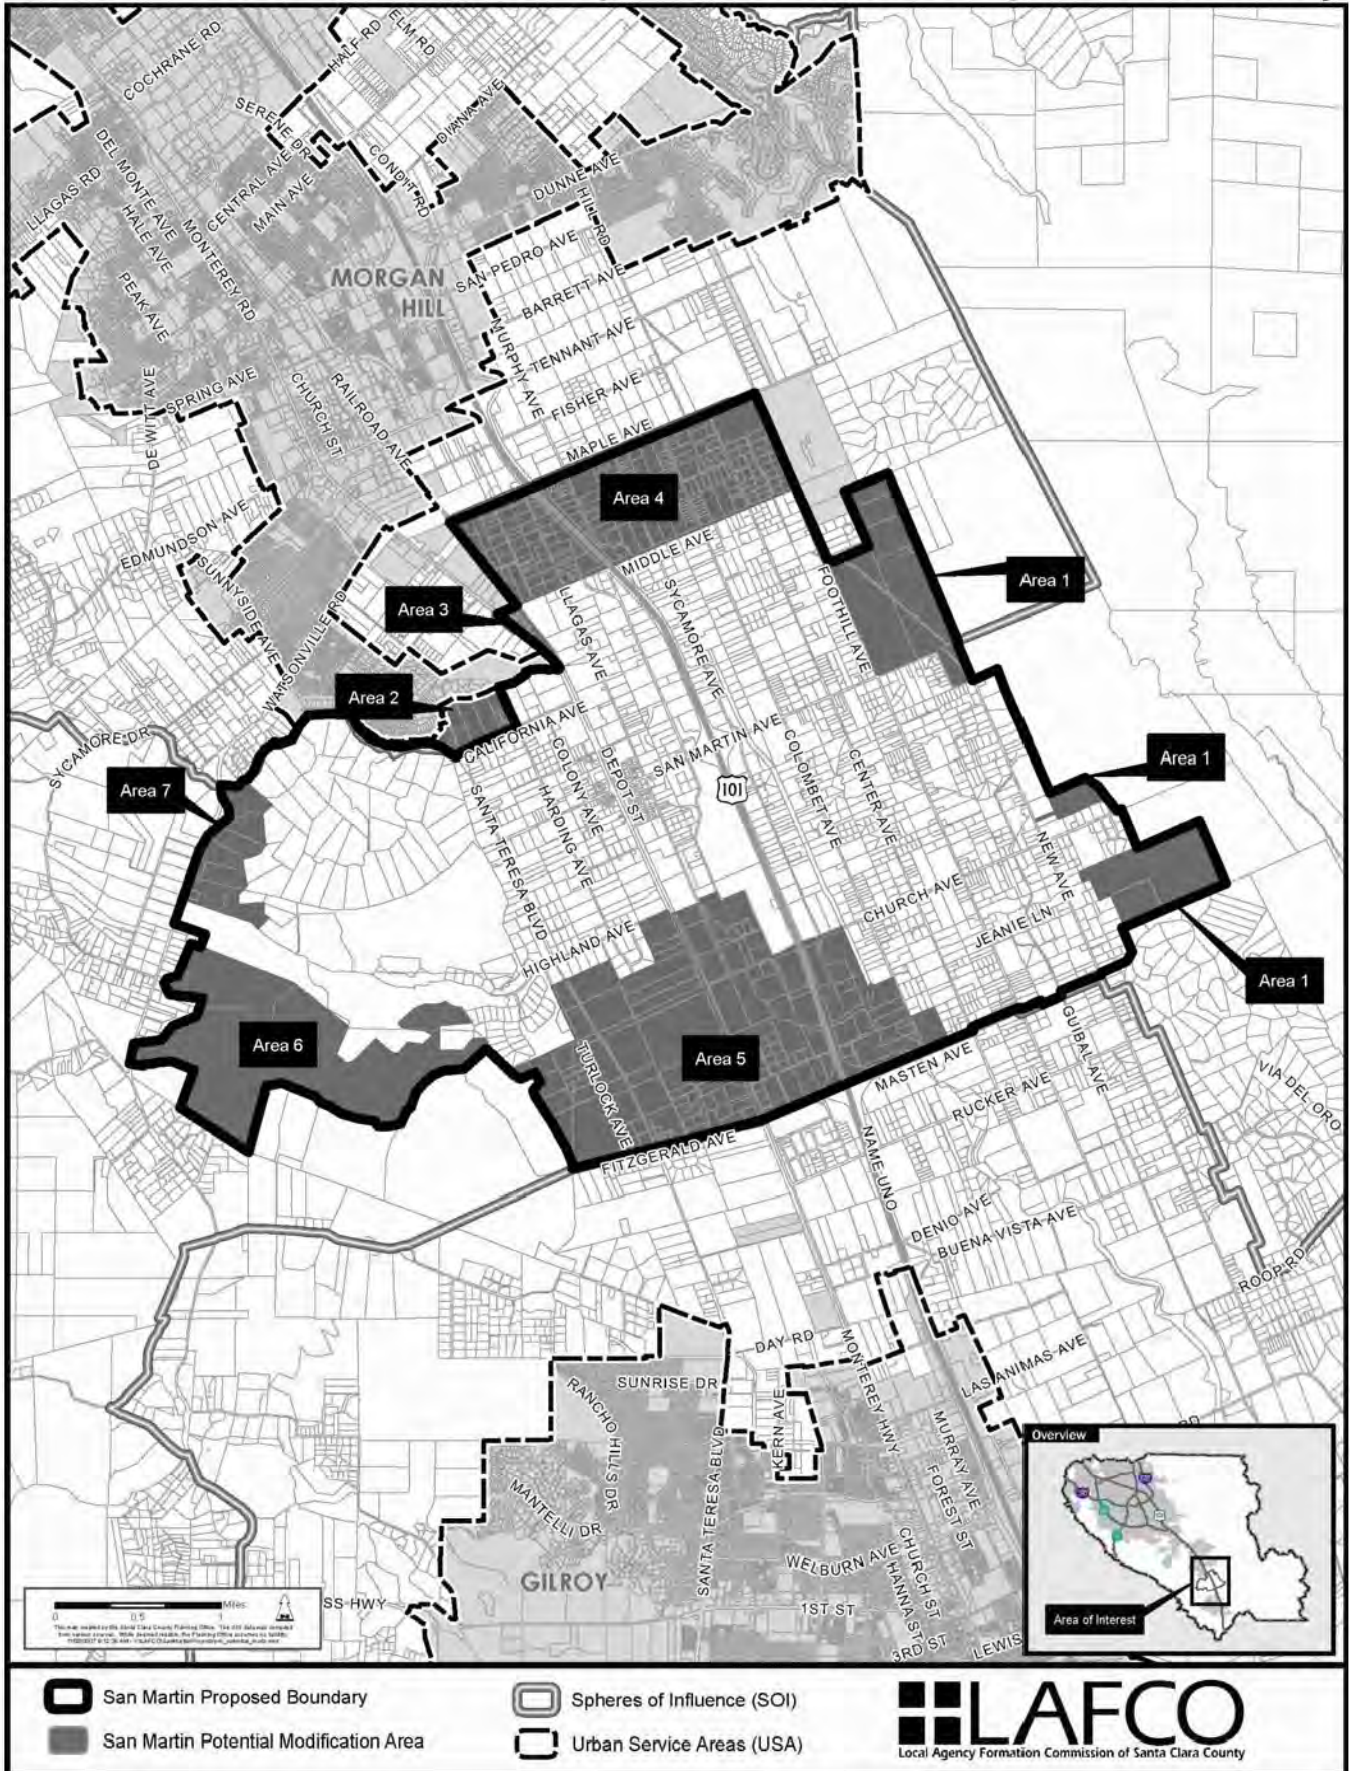 COCHRANE RD
HALF RD
ELM RD
SERENE DR
DIANA AVE
CONDIT RD
DEL MONTE AVE
CENTRAL AVE
MAIN AVE
LLAGAS RD
HALE AVE
MONTEREY RD
DUNNE AVE
HILL RD
PEAK AVE
MORGAN
HILL
SAN PEDRO AVE
BARRETT AVE
MURPHY AVE
TENNANT AVE
SPRING AVE
DEWITT AVE
CHURCH ST
RAILROAD AVE
FISHER AVE
MAPLE AVE
Area 4
EDMUNDSON AVE
SUNNYSIDE AVE
MIDDLE AVE
Area 1
FOOTHILL AVE
Area 3
LLAGAS AVE
SYCAMORE AVE
WATSONVILLE RD
Area 2
CALIFORNIA AVE
SYCAMORE DR
COLONY AVE
DEPOT ST
SAN MARTIN AVE
COLOMBET AVE
CENTER AVE
Area 1
Area 7
101
HARDING AVE
SANTA TERESA BLVD
NEW AVE
CHURCH AVE
JEANIE LN
HIGHLAND AVE
Area 1
Area 6
Area 5
TURLOCK AVE
GUIBAL AVE
MASTEN AVE
RUCKER AVE
VIA DEL ORO
FITZGERALD AVE
NAME UNO
DENIO AVE
BUENA VISTA AVE
ROOP RD
DAY RD
MONTEREY HWY
LAS ANIMAS AVE
SUNRISE DR
RANCHO HILLS DR
KERN AVE
SANTA TERESA BLVD
MURRAY AVE
FOREST ST
RD
MANTELLI DR
WELBURN AVE
CHURCH ST
HANNA ST
GILROY
1ST ST
3RD ST
LEWIS
SS HWY
Overview
Area of Interest
0 0.5 1 Miles
San Martin Proposed Boundary
San Martin Potential Modification Area
Spheres of Influence (SOI)
Urban Service Areas (USA)
LAFCO
Local Agency Formation Commission of Santa Clara County